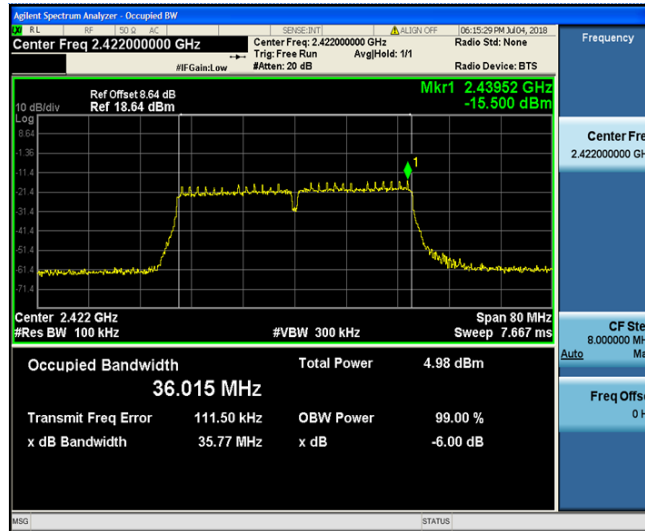 Agilent Spectrum Analyzer - Occupied BW
RL RF 50 Ω AC SENSE:INT ALIGN OFF 06:15:29 PM Jul 04, 2018
Center Freq 2.422000000 GHz Center Freq: 2.422000000 GHz Radio Std: None
Trig: Free Run Avg|Hold: 1/1
#IFGain:Low #Atten: 20 dB Radio Device: BTS
Frequency
Ref Offset 8.64 dB Mkr1 2.43952 GHz
10 dB/div Ref 18.64 dBm -15.500 dBm
Log
8.64
-1.36
-11.4
-21.4
-31.4
-41.4
-51.4
-61.4
-71.4
1
Center 2.422 GHz Span 80 MHz
#Res BW 100 kHz #VBW 300 kHz Sweep 7.667 ms
Center Fre
2.422000000 GH
CF Ste
8.000000 MH
Auto Ma
Freq Offs
0 H
Occupied Bandwidth Total Power 4.98 dBm
36.015 MHz
Transmit Freq Error 111.50 kHz OBW Power 99.00 %
x dB Bandwidth 35.77 MHz x dB -6.00 dB
MSG STATUS